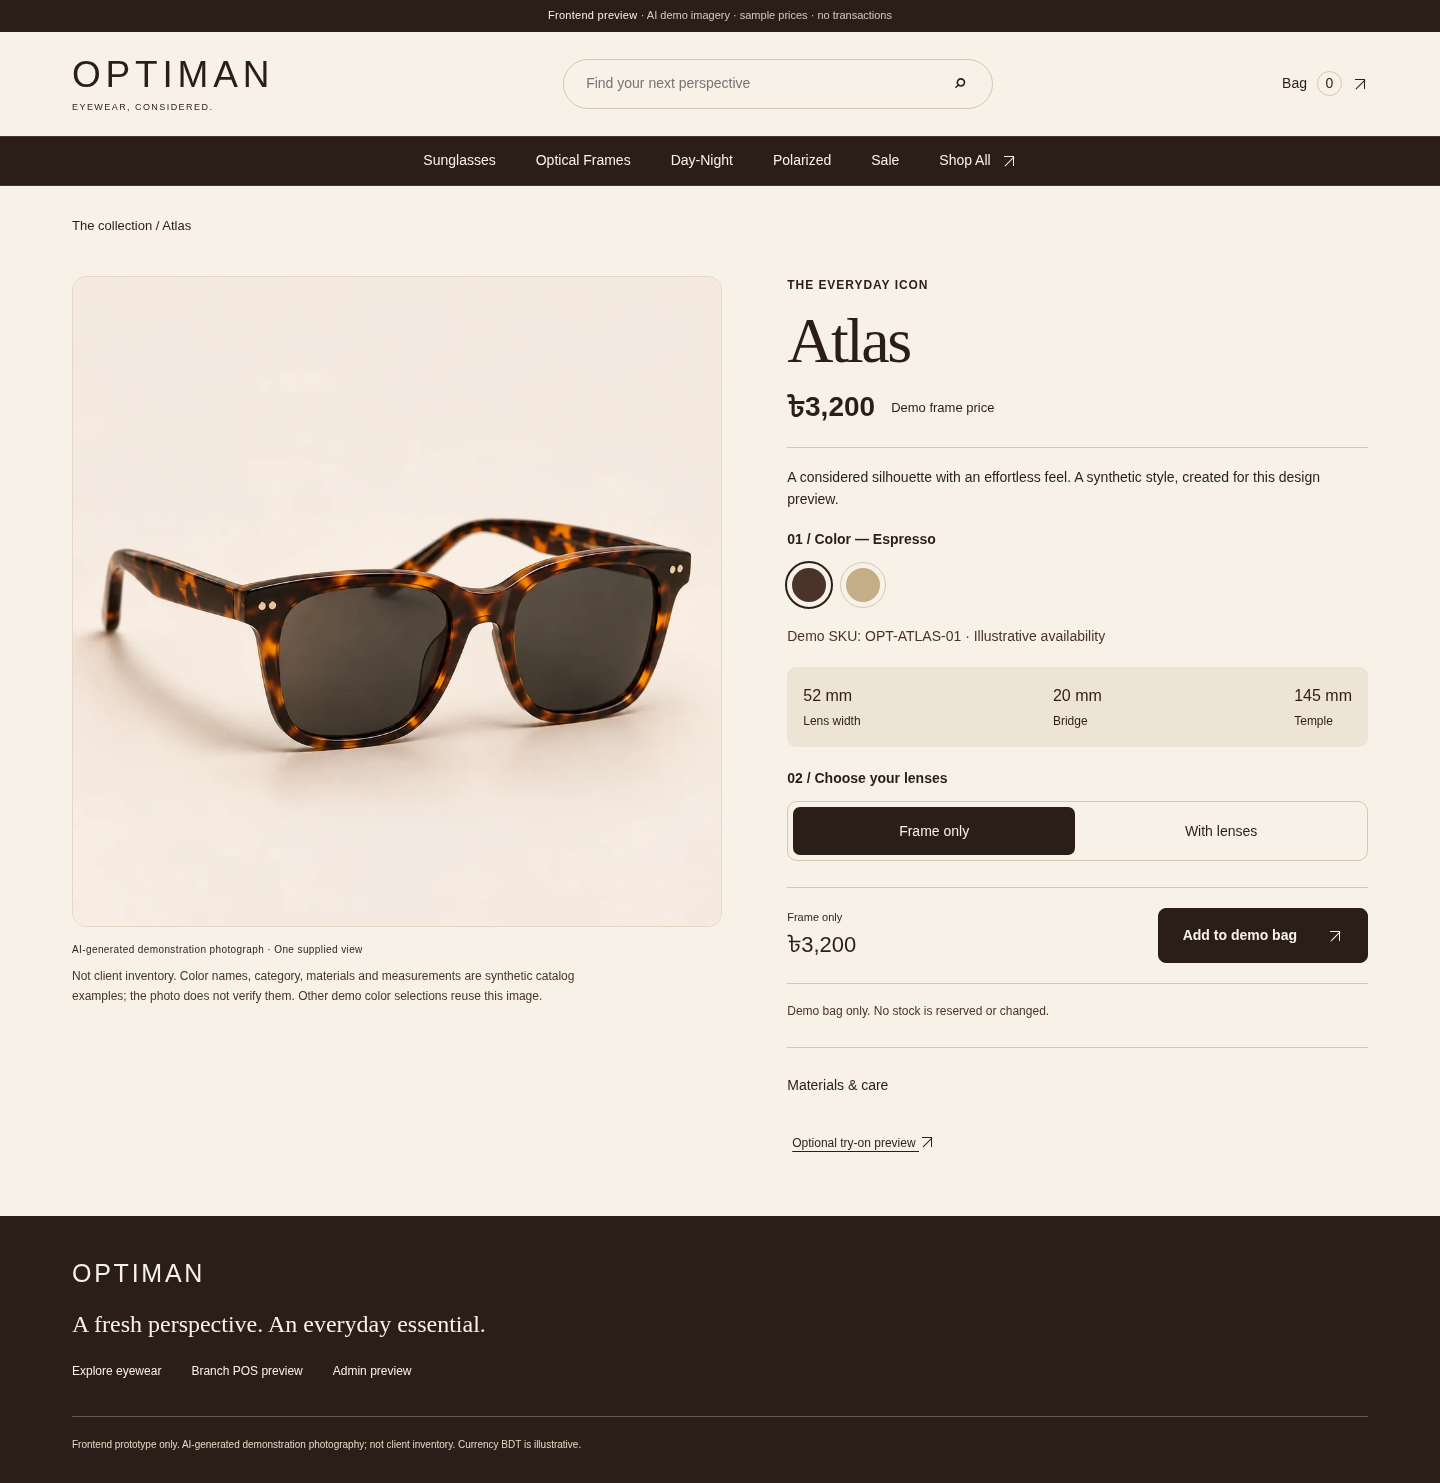 Frontend preview · AI demo imagery · sample prices · no transactions
OPTIMAN
EYEWEAR, CONSIDERED.
Find your next perspective
Bag 0
Sunglasses Optical Frames Day-Night Polarized Sale Shop All
The collection / Atlas
THE EVERYDAY ICON
Atlas
৳3,200 Demo frame price
A considered silhouette with an effortless feel. A synthetic style, created for this design
preview.
01 / Color — Espresso
Demo SKU: OPT-ATLAS-01 · Illustrative availability
52 mm 20 mm 145 mm
Lens width Bridge Temple
02 / Choose your lenses
Frame only With lenses
Frame only
৳3,200
Add to demo bag
Demo bag only. No stock is reserved or changed.
Materials & care
Optional try-on preview
AI-generated demonstration photograph · One supplied view
Not client inventory. Color names, category, materials and measurements are synthetic catalog
examples; the photo does not verify them. Other demo color selections reuse this image.
OPTIMAN
A fresh perspective. An everyday essential.
Explore eyewear Branch POS preview Admin preview
Frontend prototype only. AI-generated demonstration photography; not client inventory. Currency BDT is illustrative.